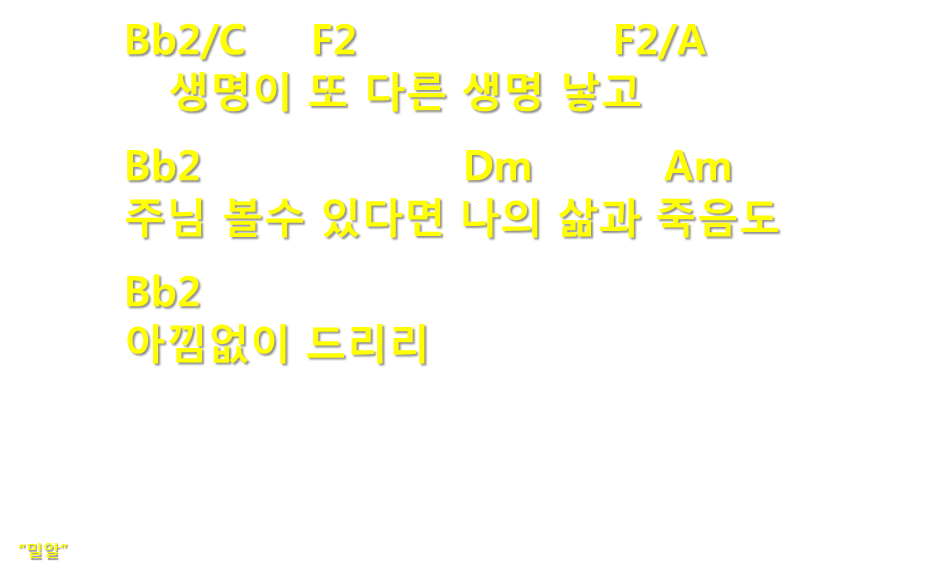 Bb2/C F2 F2/A
생명이 또 다른 생명 낳고
Bb2 Dm Am
주님 볼수 있다면 나의 삶과 죽음도
Bb2
아낌없이 드리리
"밀알"